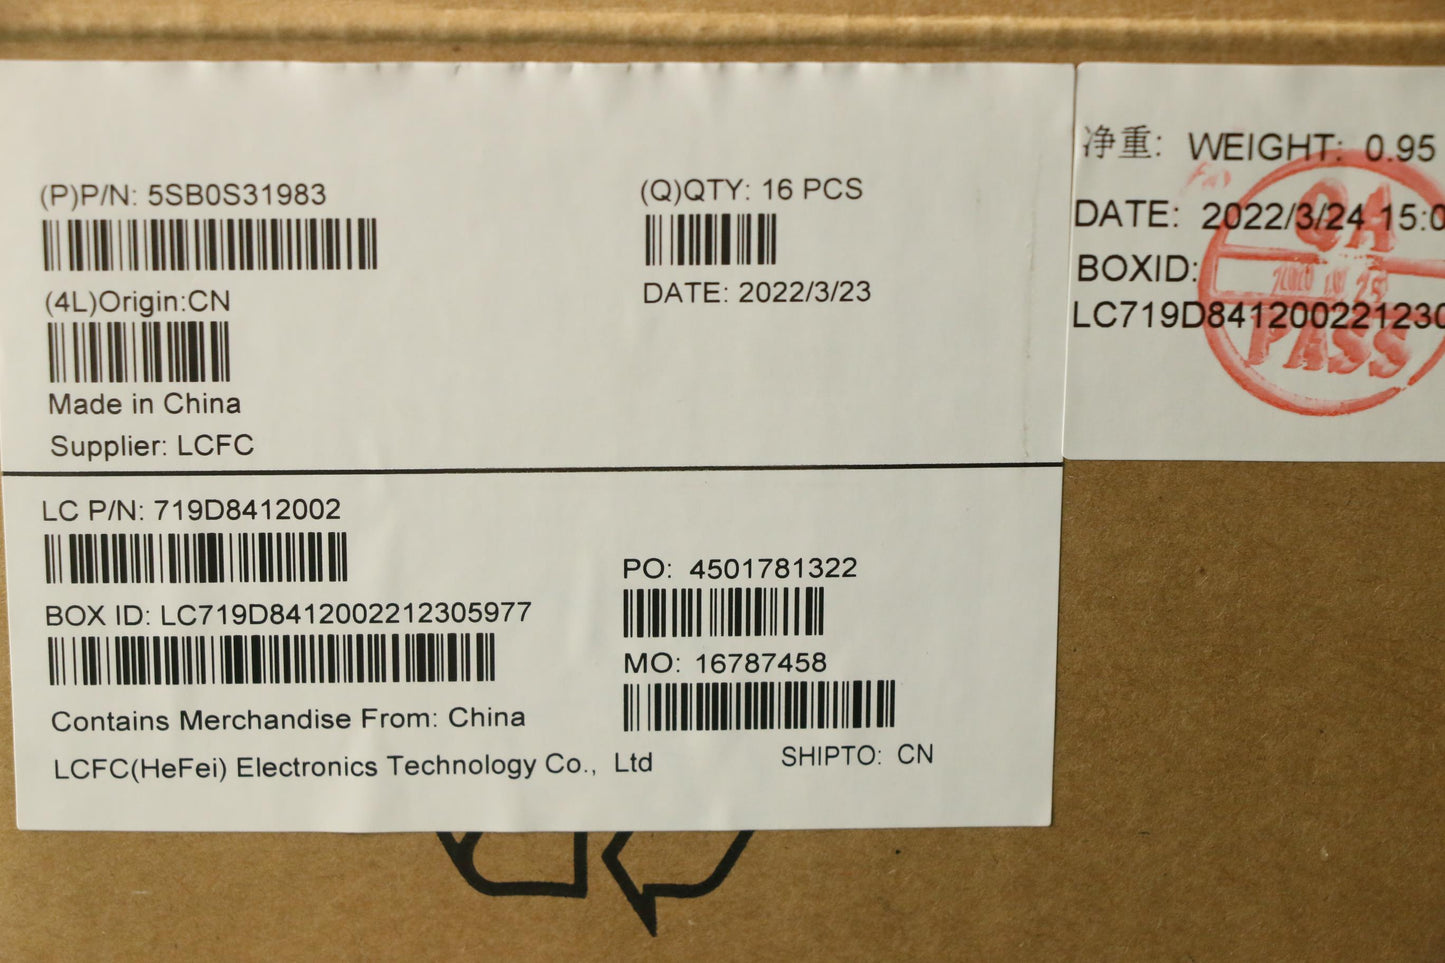 (P)P/N: 5SB0S31983
(Q)QTY: 16 PCS
(4L)Origin:CN
DATE: 2022/3/23
Made in China
Supplier: LCFC
LC P/N: 719D8412002
BOX ID: LC719D8412002212305977
PO: 4501781322
MO: 16787458
Contains Merchandise From: China
LCFC(HeFei) Electronics Technology Co., Ltd
SHIPTO: CN
净重: WEIGHT: 0.95
DATE: 2022/3/24 15:0
BOXID:
LC719D841200221230
QA
PASS